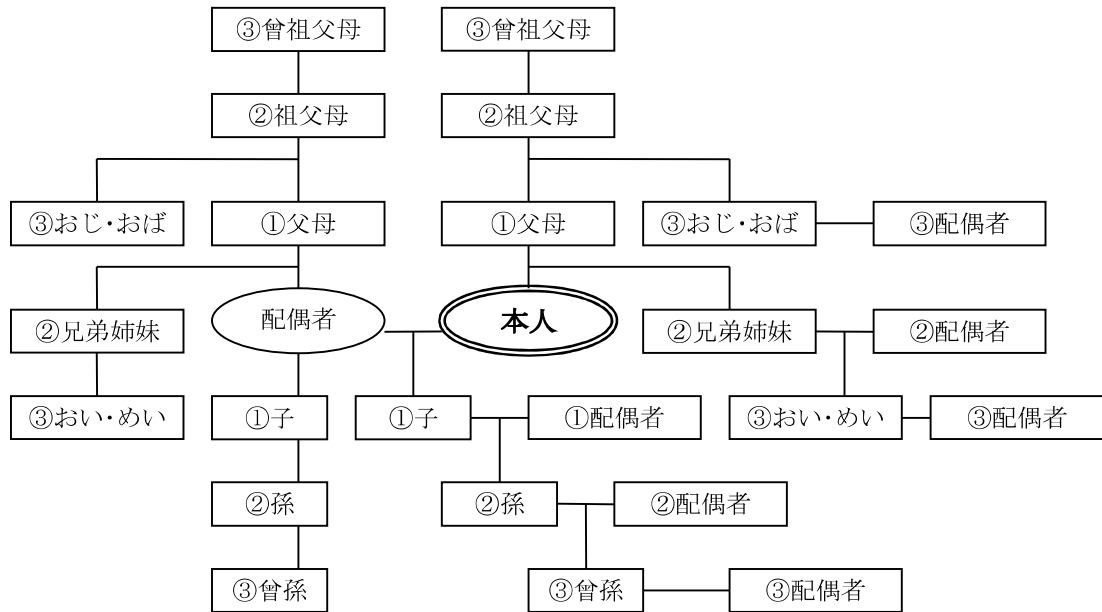 ③曾祖父母
③曾祖父母
②祖父母
②祖父母
③おじ・おば
①父母
①父母
③おじ・おば
③配偶者
②兄弟姉妹
配偶者
本人
②兄弟姉妹
②配偶者
③おい・めい
①子
①子
①配偶者
③おい・めい
③配偶者
②孫
②孫
②配偶者
③曾孫
③曾孫
③配偶者